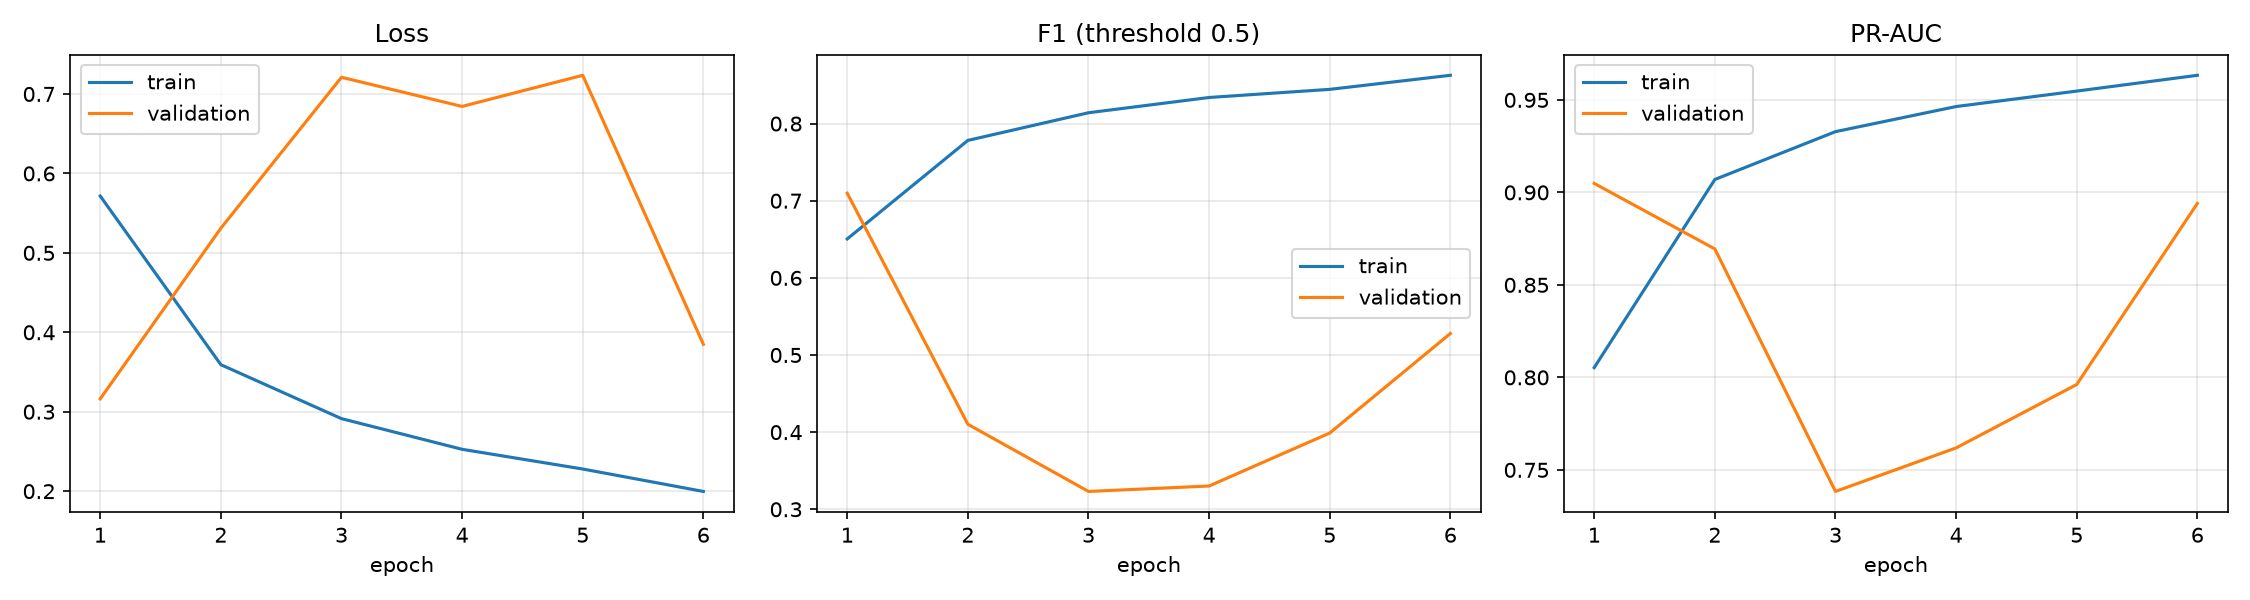 Loss
train
validation
0.7
0.6
0.5
0.4
0.3
0.2
1 2 3 4 5 6
epoch
F1 (threshold 0.5)
train
validation
0.8
0.7
0.6
0.5
0.4
0.3
1 2 3 4 5 6
epoch
PR-AUC
train
validation
0.95
0.90
0.85
0.80
0.75
1 2 3 4 5 6
epoch